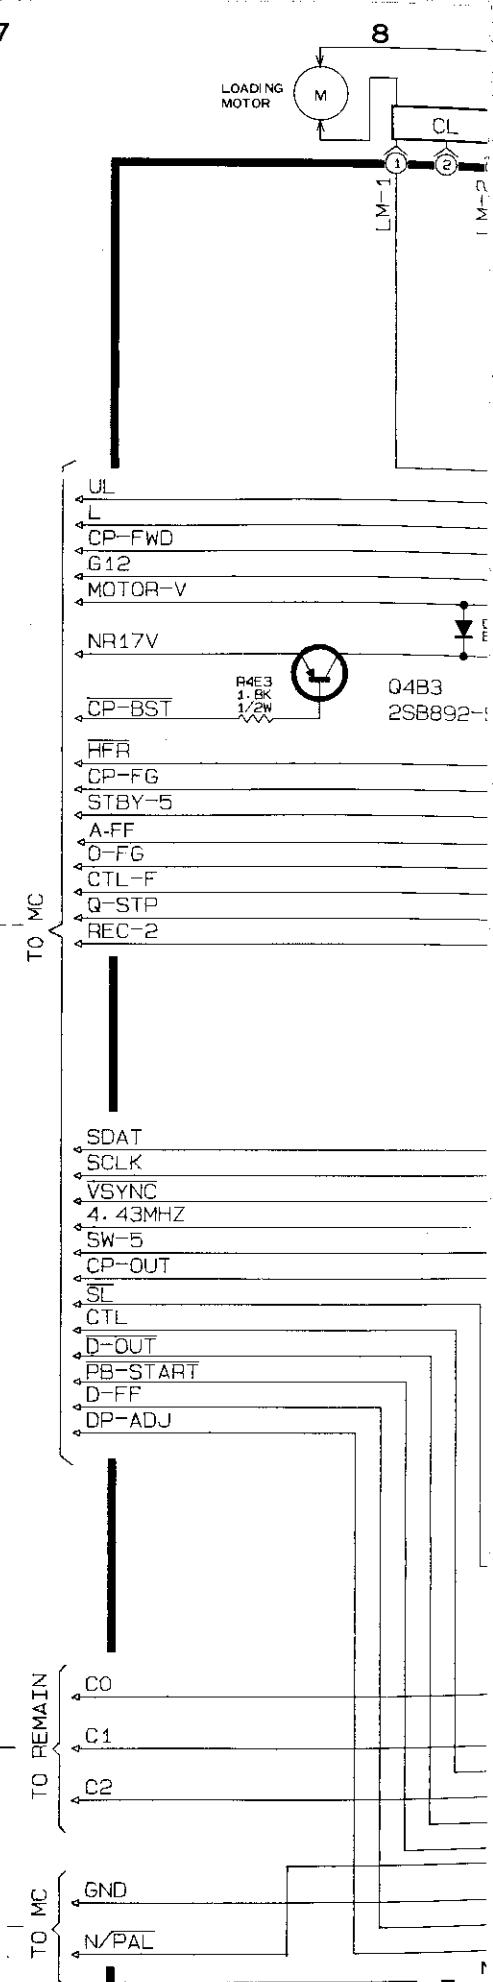 7
8
LOADING
MOTOR
M
CL
1
2
LM-1
LM-2
UL
L
CP-FWD
G12
MOTOR-V
NR17V
R4E3
1.8K
1/2W
Q4B3
2SB892-
CP-BST
HFR
CP-FG
STBY-5
A-FF
D-FG
CTL-F
Q-STP
REC-2
TO MC
SDAT
SCLK
VSYNC
4.43MHZ
SW-5
CP-OUT
SL
CTL
D-OUT
PB-START
D-FF
DP-ADJ
TO REMAIN
C0
C1
C2
TO MC
GND
N/PAL